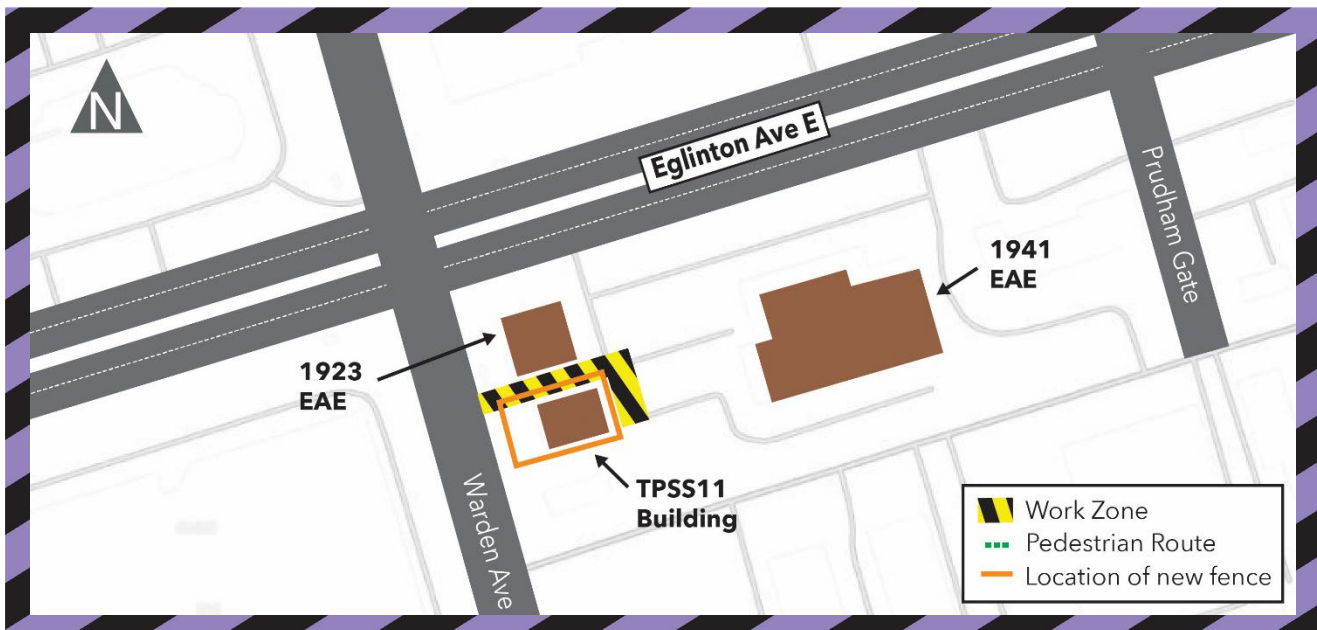 N
Eglinton Ave E
Prudham Gate
1941
EAE
1923
EAE
Warden Ave
TPSS11
Building
Work Zone
Pedestrian Route
Location of new fence